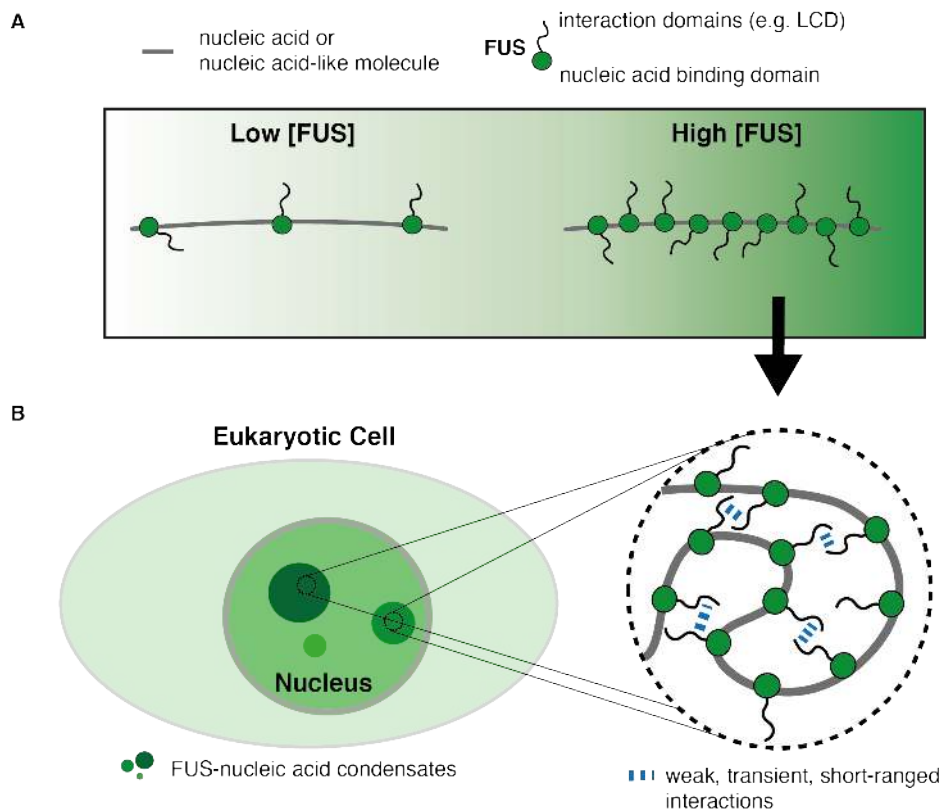 A
nucleic acid or
nucleic acid-like molecule
FUS
interaction domains (e.g. LCD)
nucleic acid binding domain
Low [FUS]
High [FUS]
B
Eukaryotic Cell
Nucleus
FUS-nucleic acid condensates
weak, transient, short-ranged
interactions